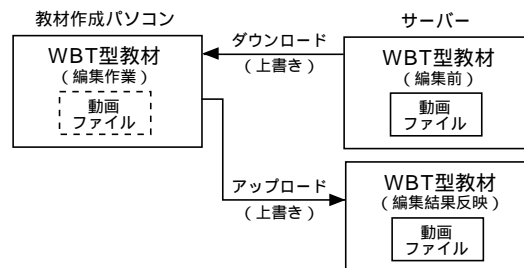 教材作成パソコン
WBT型教材
（編集作業）
動画
ファイル
ダウンロード
（上書き）
サーバー
WBT型教材
（編集前）
動画
ファイル
アップロード
（上書き）
WBT型教材
（編集結果反映）
動画
ファイル